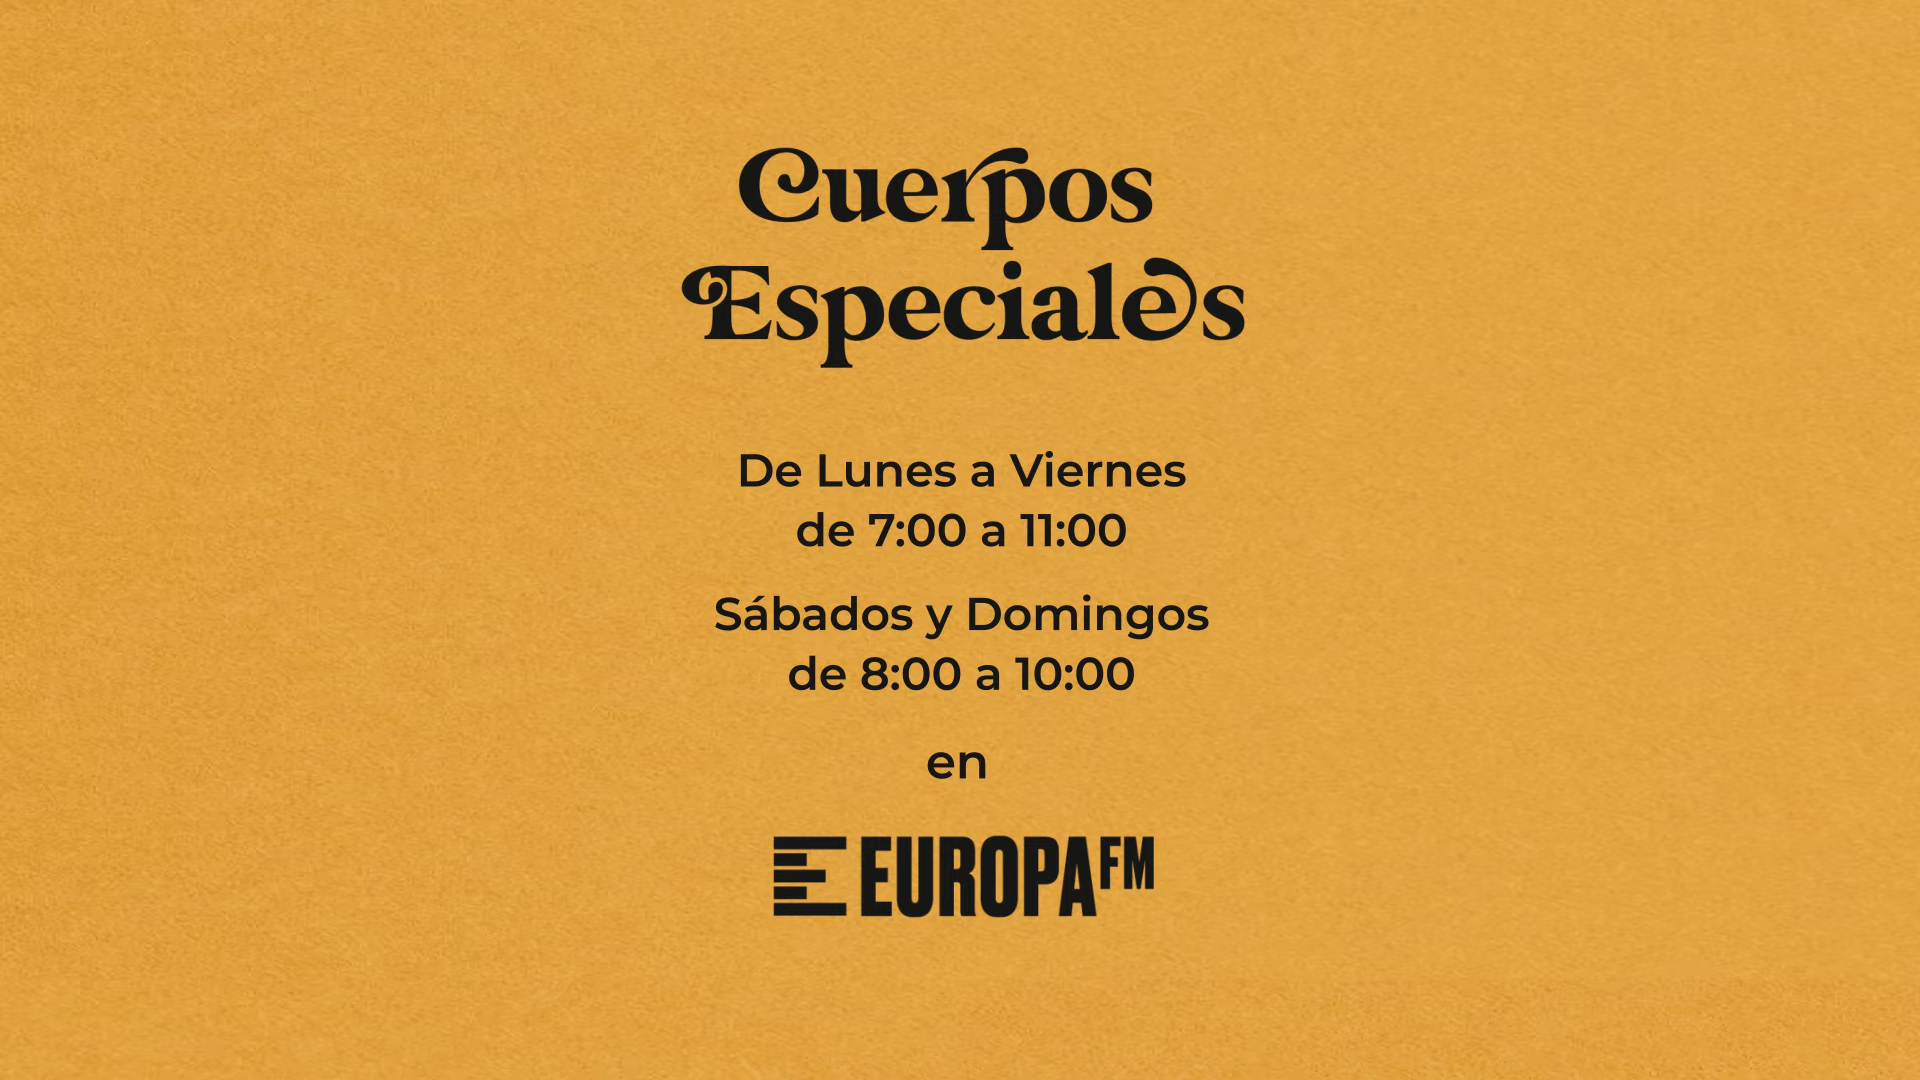 Cuerpos
Especiales
De Lunes a Viernes
de 7:00 a 11:00
Sábados y Domingos
de 8:00 a 10:00
en
EUROPA FM